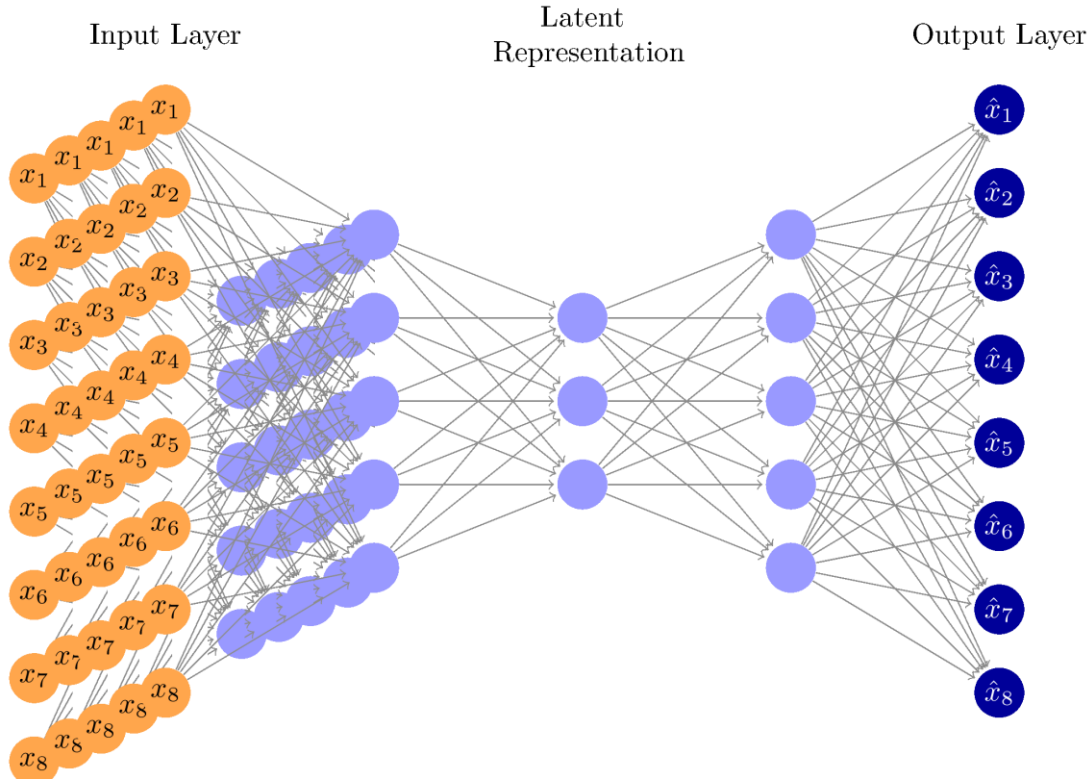 Input Layer
Latent
Representation
Output Layer
x₁ x₁ x₁ x₁ x₁
x₂ x₂ x₂ x₂ x₂
x₃ x₃ x₃ x₃ x₃
x₄ x₄ x₄ x₄ x₄
x₅ x₅ x₅ x₅ x₅
x₆ x₆ x₆ x₆ x₆
x₇ x₇ x₇ x₇ x₇
x₈ x₈ x₈ x₈ x₈
x̂₁
x̂₂
x̂₃
x̂₄
x̂₅
x̂₆
x̂₇
x̂₈